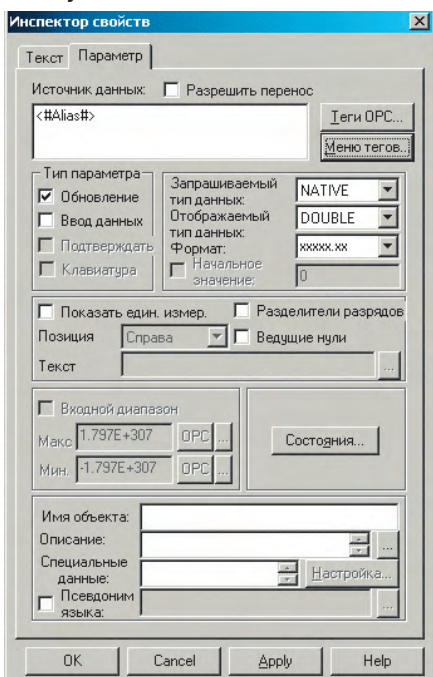 Инспектор свойств
Текст Параметр
Источник данных: Разрешить перенос
<#Alias#>
Теги OPC...
Меню тегов..
Тип параметра
Обновление
Ввод данных
Подтверждать
Клавиатура
Запрашиваемый тип данных: NATIVE
Отображаемый тип данных: DOUBLE
Формат: xxxxx.xx
Начальное значение: 0
Показать един. измер. Разделители разрядов
Позиция Справа Ведущие нули
Текст ...
Входной диапазон
Макс 1.797E+307 OPC ...
Мин. -1.797E+307 OPC ...
Состояния...
Имя объекта:
Описание: ...
Специальные данные: Настройка...
Псевдоним языка: ...
OK Cancel Apply Help